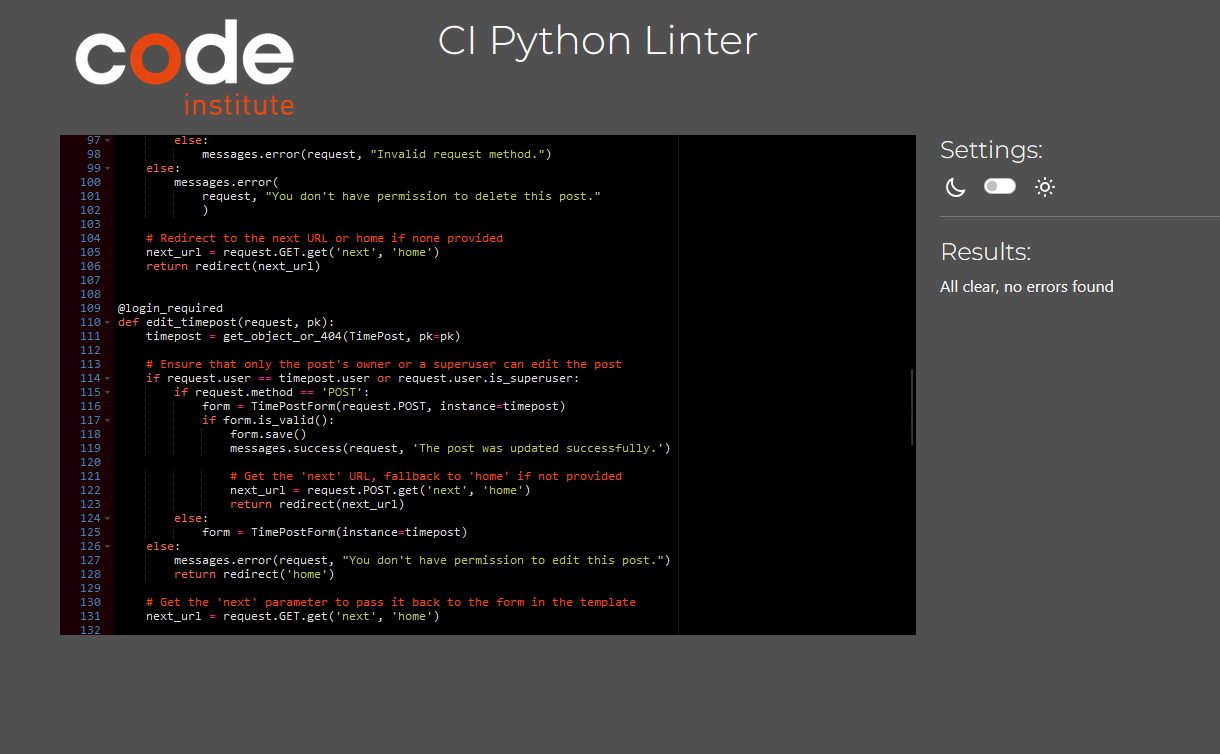 code
institute
CI Python Linter
97 else:
98 messages.error(request, "Invalid request method.")
99 else:
100 messages.error(
101 request, "You don't have permission to delete this post."
102 )
103
104 # Redirect to the next URL or home if none provided
105 next_url = request.GET.get('next', 'home')
106 return redirect(next_url)
107
108
109 @login_required
110 def edit_timepost(request, pk):
111 timepost = get_object_or_404(TimePost, pk=pk)
112
113 # Ensure that only the post's owner or a superuser can edit the post
114 if request.user == timepost.user or request.user.is_superuser:
115 if request.method == 'POST':
116 form = TimePostForm(request.POST, instance=timepost)
117 if form.is_valid():
118 form.save()
119 messages.success(request, 'The post was updated successfully.')
120
121 # Get the 'next' URL, fallback to 'home' if not provided
122 next_url = request.POST.get('next', 'home')
123 return redirect(next_url)
124 else:
125 form = TimePostForm(instance=timepost)
126 else:
127 messages.error(request, "You don't have permission to edit this post.")
128 return redirect('home')
129
130 # Get the 'next' parameter to pass it back to the form in the template
131 next_url = request.GET.get('next', 'home')
132
Settings:
Results:
All clear, no errors found